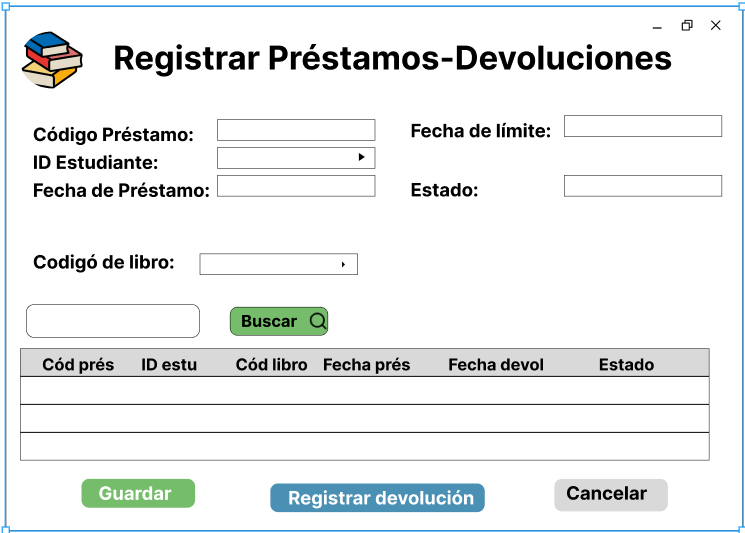 Registrar Préstamos-Devoluciones
Código Préstamo:
Fecha de límite:
ID Estudiante:
Fecha de Préstamo:
Estado:
Codigó de libro:
Buscar
Cód prés ID estu Cód libro Fecha prés Fecha devol Estado
Guardar
Registrar devolución
Cancelar